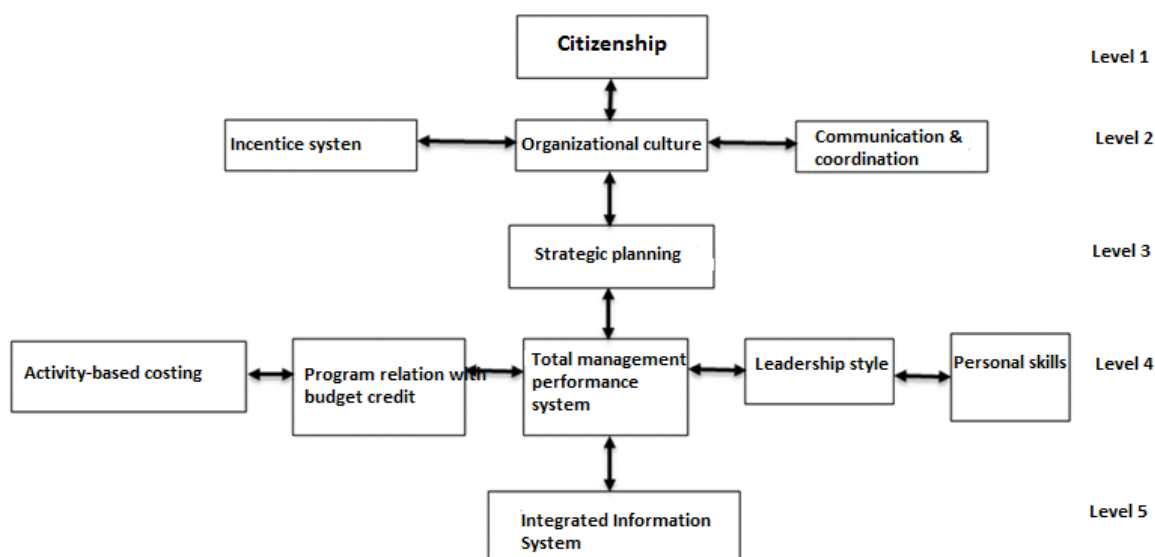 Citizenship
Level 1
Incentice systen
Organizational culture
Communication &
coordination
Level 2
Strategic planning
Level 3
Activity-based costing
Program relation with
budget credit
Total management
performance
system
Leadership style
Personal skills
Level 4
Integrated Information
System
Level 5